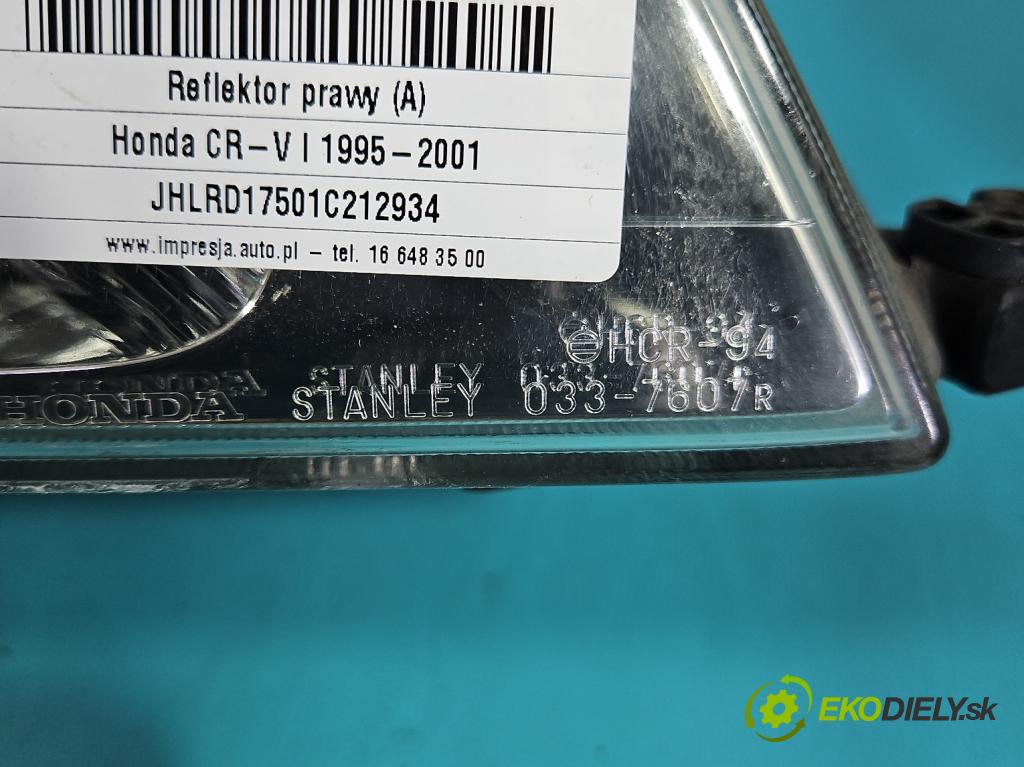 Reflektor prawy (A)
Honda CR-V I 1995-2001
JHLRD17501C212934
www.impresja.auto.pl - tel. 16 648 35 00
HCR-94
HONDA STANLEY 033-7607R
EKODIELY.sk